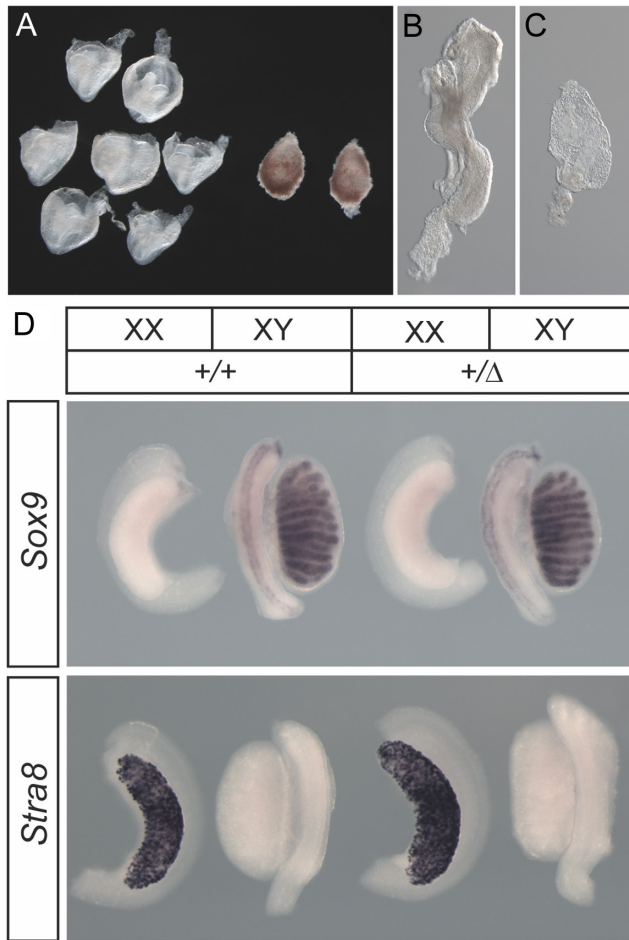 A
B
C
D
XX XY XX XY
+/+ +/Δ
Sox9
Stra8